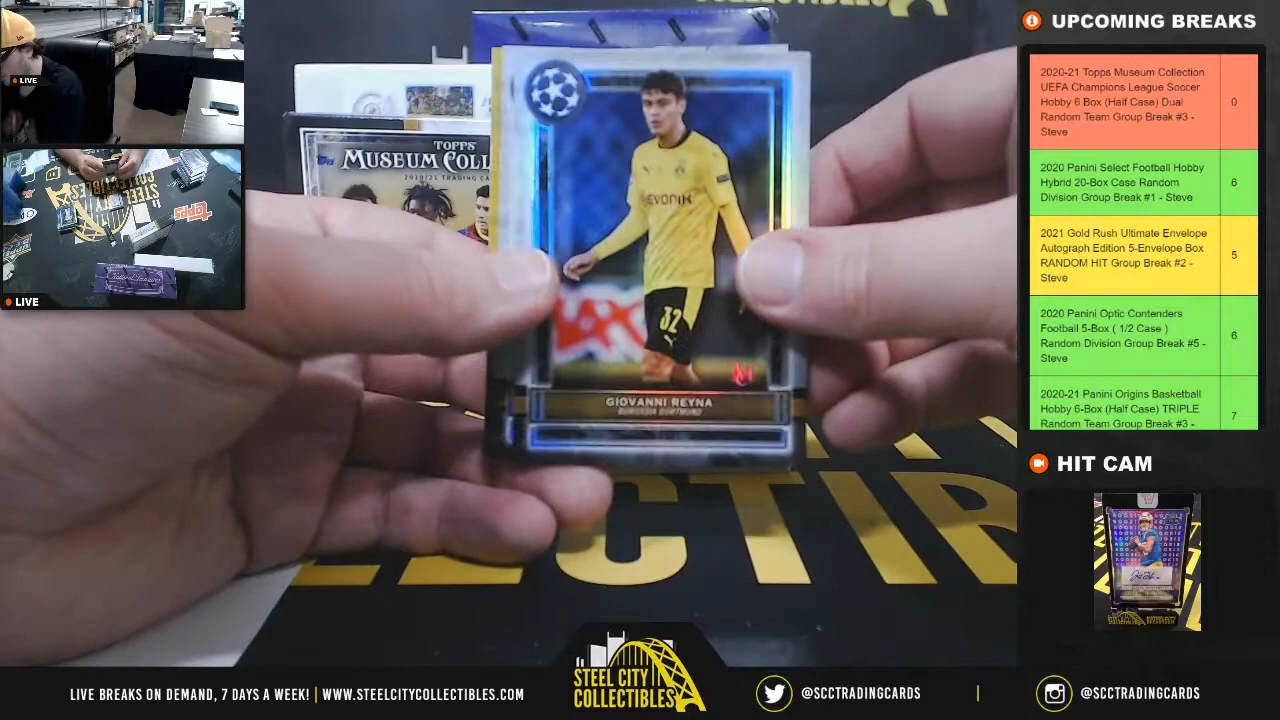 LIVE
LIVE
TOPPS
MUSEUM COLL
2020/21 TRADING CA
EVONIK
32
GIOVANNI REYNA
BORUSSIA DORTMUND
topps
UPCOMING BREAKS
2020-21 Topps Museum Collection
UEFA Champions League Soccer
Hobby 6 Box (Half Case) Dual
Random Team Group Break #3 -
Steve
0
2020 Panini Select Football Hobby
Hybrid 20-Box Case Random
Division Group Break #1 - Steve
6
2021 Gold Rush Ultimate Envelope
Autograph Edition 5-Envelope Box
RANDOM HIT Group Break #2 -
Steve
5
2020 Panini Optic Contenders
Football 5-Box ( 1/2 Case )
Random Division Group Break #5 -
Steve
6
2020-21 Panini Origins Basketball
Hobby 6-Box (Half Case) TRIPLE
Random Team Group Break #3 -
7
HIT CAM
LECTIB
STEEL CITY
COLLECTIBLES
LIVE BREAKS ON DEMAND, 7 DAYS A WEEK! | WWW.STEELCITYCOLLECTIBLES.COM
@SCCTRADINGCARDS
@SCCTRADINGCARDS